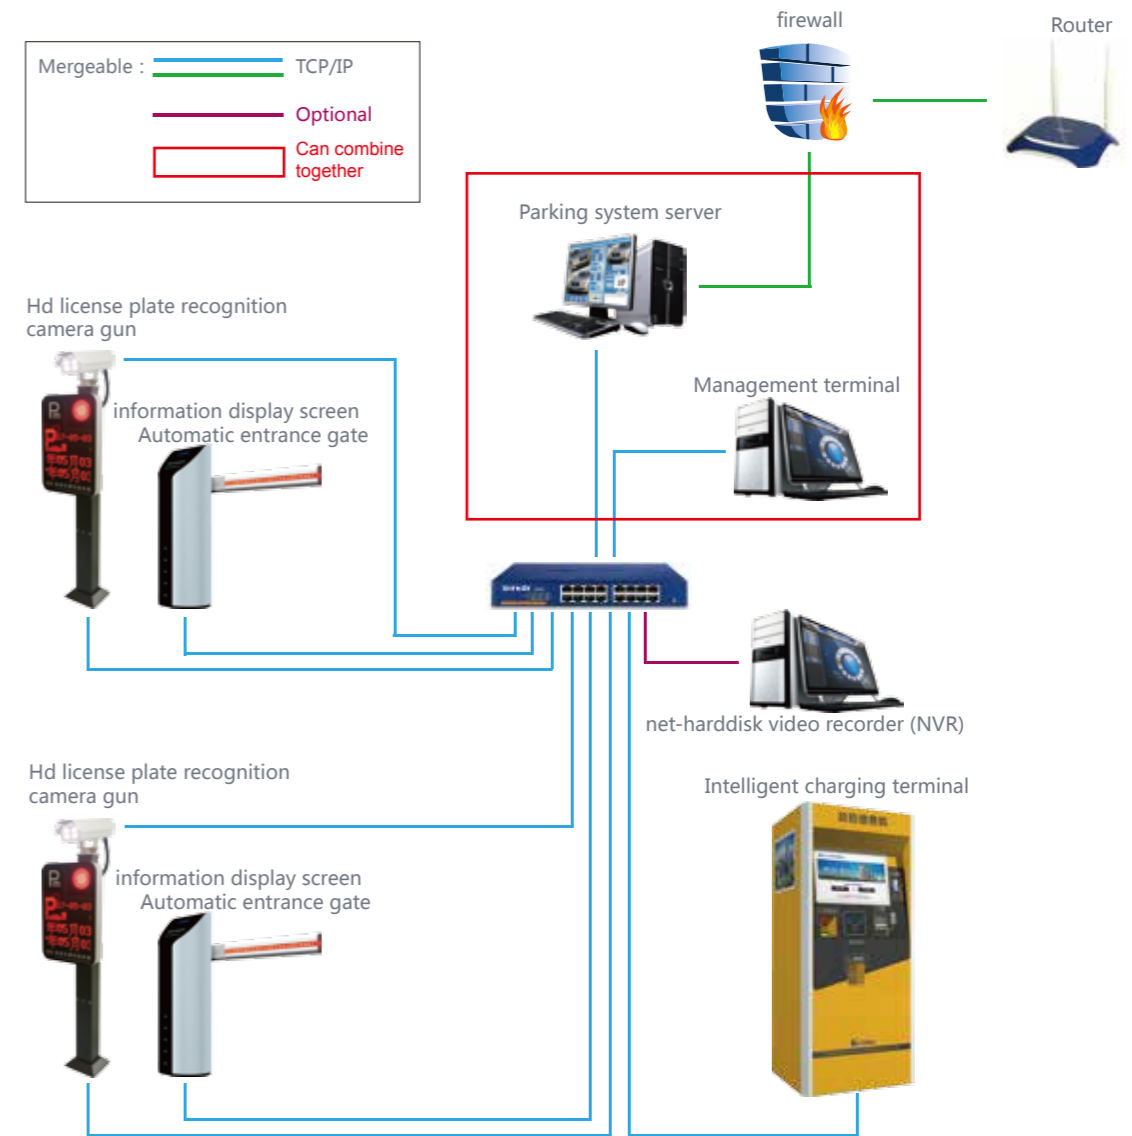 firewall
Router
Mergeable :
TCP/IP
Optional
Can combine
together
Parking system server
Hd license plate recognition
camera gun
Management terminal
information display screen
Automatic entrance gate
net-harddisk video recorder (NVR)
Hd license plate recognition
camera gun
Intelligent charging terminal
information display screen
Automatic entrance gate